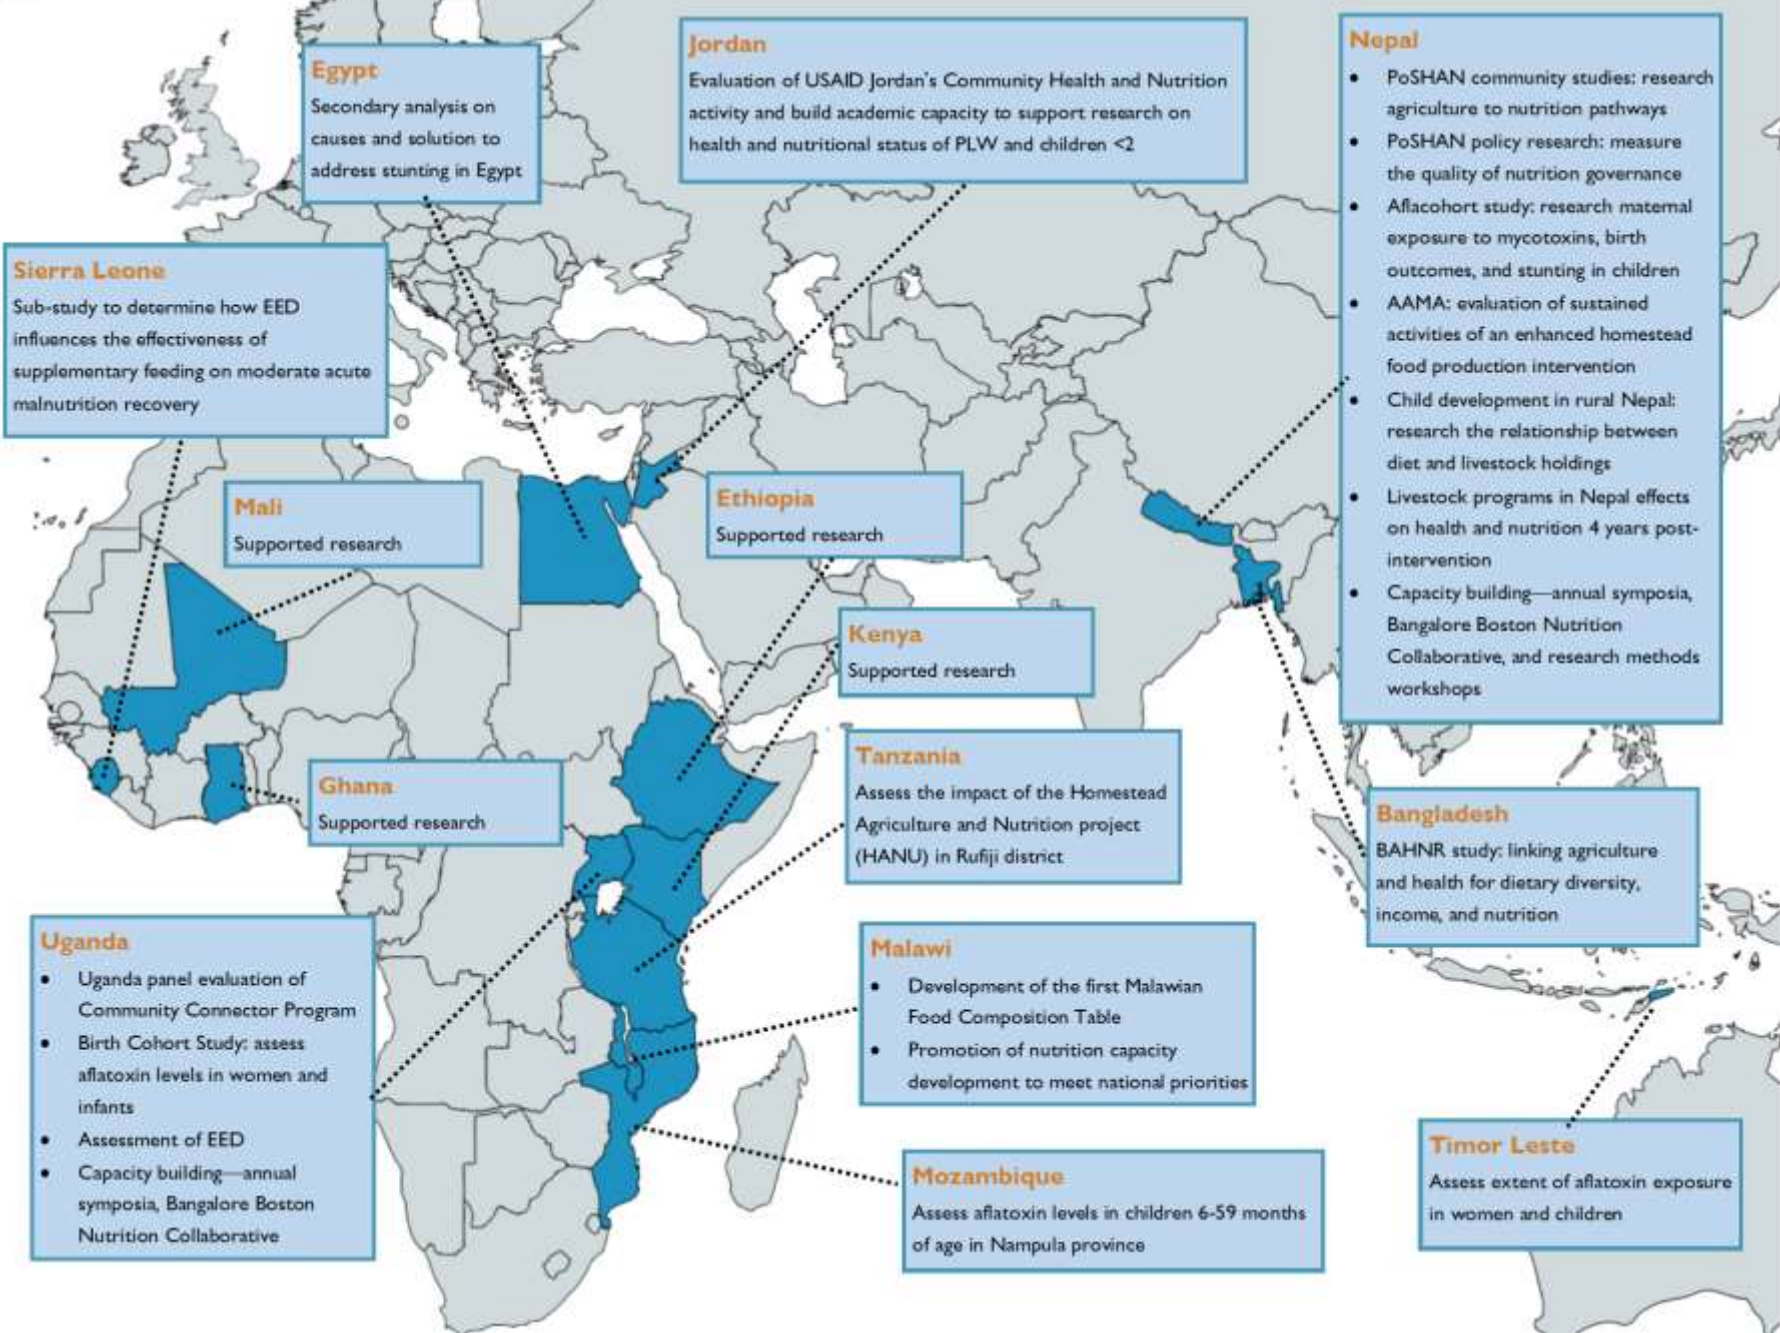 Egypt
Secondary analysis on
causes and solution to
address stunting in Egypt
Jordan
Evaluation of USAID Jordan's Community Health and Nutrition
activity and build academic capacity to support research on
health and nutritional status of PLW and children <2
Nepal
• PoSHAN community studies: research
agriculture to nutrition pathways
• PoSHAN policy research: measure
the quality of nutrition governance
• Aflacohort study: research maternal
exposure to mycotoxins, birth
outcomes, and stunting in children
• AAMA: evaluation of sustained
activities of an enhanced homestead
food production intervention
• Child development in rural Nepal:
research the relationship between
diet and livestock holdings
• Livestock programs in Nepal effects
on health and nutrition 4 years post-
intervention
• Capacity building—annual symposia,
Bangalore Boston Nutrition
Collaborative, and research methods
workshops
Sierra Leone
Sub-study to determine how EED
influences the effectiveness of
supplementary feeding on moderate acute
malnutrition recovery
Mali
Supported research
Ethiopia
Supported research
Kenya
Supported research
Ghana
Supported research
Tanzania
Assess the impact of the Homestead
Agriculture and Nutrition project
(HANU) in Rufiji district
Bangladesh
BAHNR study: linking agriculture
and health for dietary diversity,
income, and nutrition
Uganda
• Uganda panel evaluation of
Community Connector Program
• Birth Cohort Study: assess
aflatoxin levels in women and
infants
• Assessment of EED
• Capacity building—annual
symposia, Bangalore Boston
Nutrition Collaborative
Malawi
• Development of the first Malawian
Food Composition Table
• Promotion of nutrition capacity
development to meet national priorities
Mozambique
Assess aflatoxin levels in children 6-59 months
of age in Nampula province
Timor Leste
Assess extent of aflatoxin exposure
in women and children